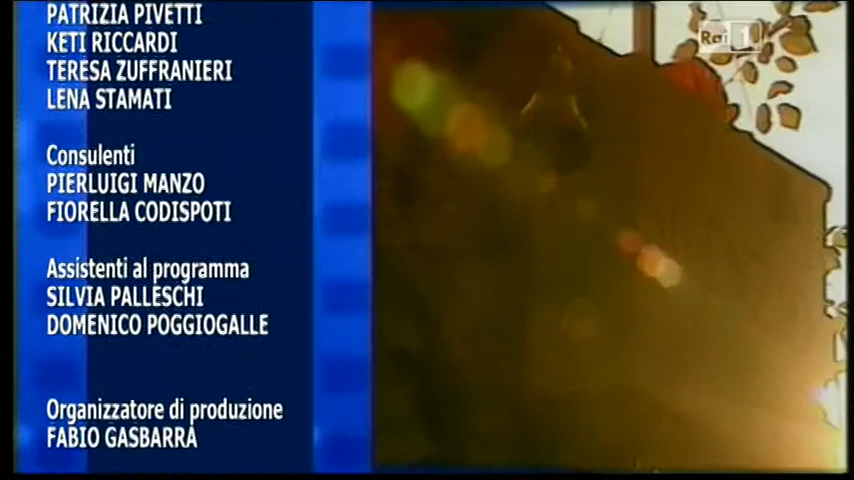 PATRIZIA PIVETTI
KETI RICCARDI
TERESA ZUFFRANIERI
LENA STAMATI
Consulenti
PIERLUIGI MANZO
FIORELLA CODISPOTI
Assistenti al programma
SILVIA PALLESCHI
DOMENICO POGGIOGALLE
Organizzatore di produzione
FABIO GASBARRA
Rai 1